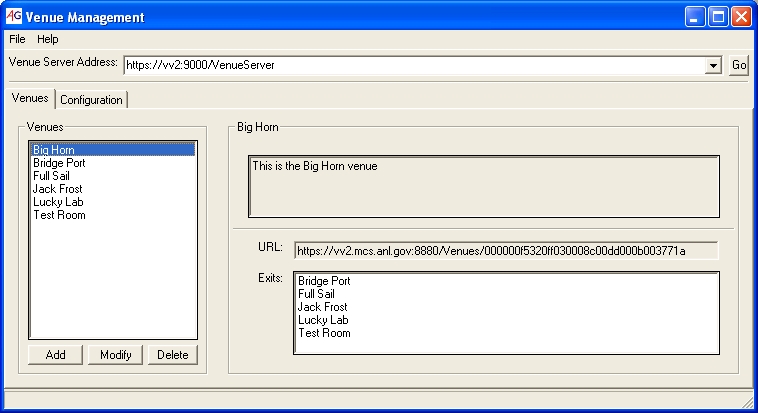 AG Venue Management
File Help
Venue Server Address: https://vv2:9000/VenueServer Go
Venues Configuration
Venues
Big Horn
Bridge Port
Full Sail
Jack Frost
Lucky Lab
Test Room
Add Modify Delete
Big Horn
This is the Big Horn venue
URL: https://vv2.mcs.anl.gov:8880/Venues/000000f5320ff030008c00dd000b003771a
Exits:
Bridge Port
Full Sail
Jack Frost
Lucky Lab
Test Room